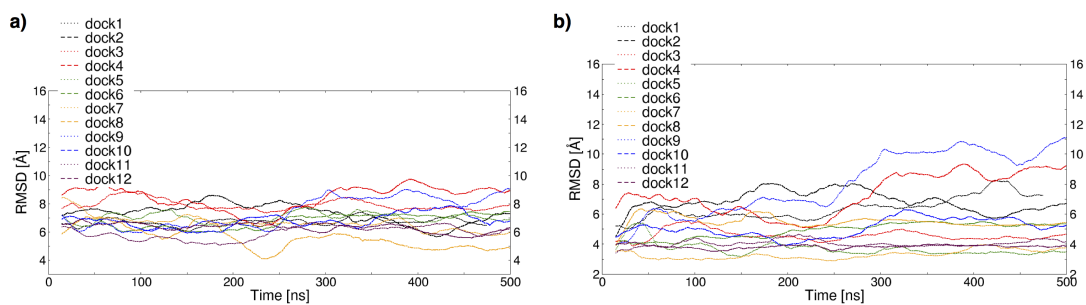 a)
dock1
dock2
dock3
dock4
dock5
dock6
dock7
dock8
dock9
dock10
dock11
dock12
16 16
14 14
12 12
10 10
8 8
6 6
4 4
RMSD [Å]
0 100 200 300 400 500
Time [ns]
b)
dock1
dock2
dock3
dock4
dock5
dock6
dock7
dock8
dock9
dock10
dock11
dock12
16 16
14 14
12 12
10 10
8 8
6 6
4 4
2 2
RMSD [Å]
0 100 200 300 400 500
Time [ns]